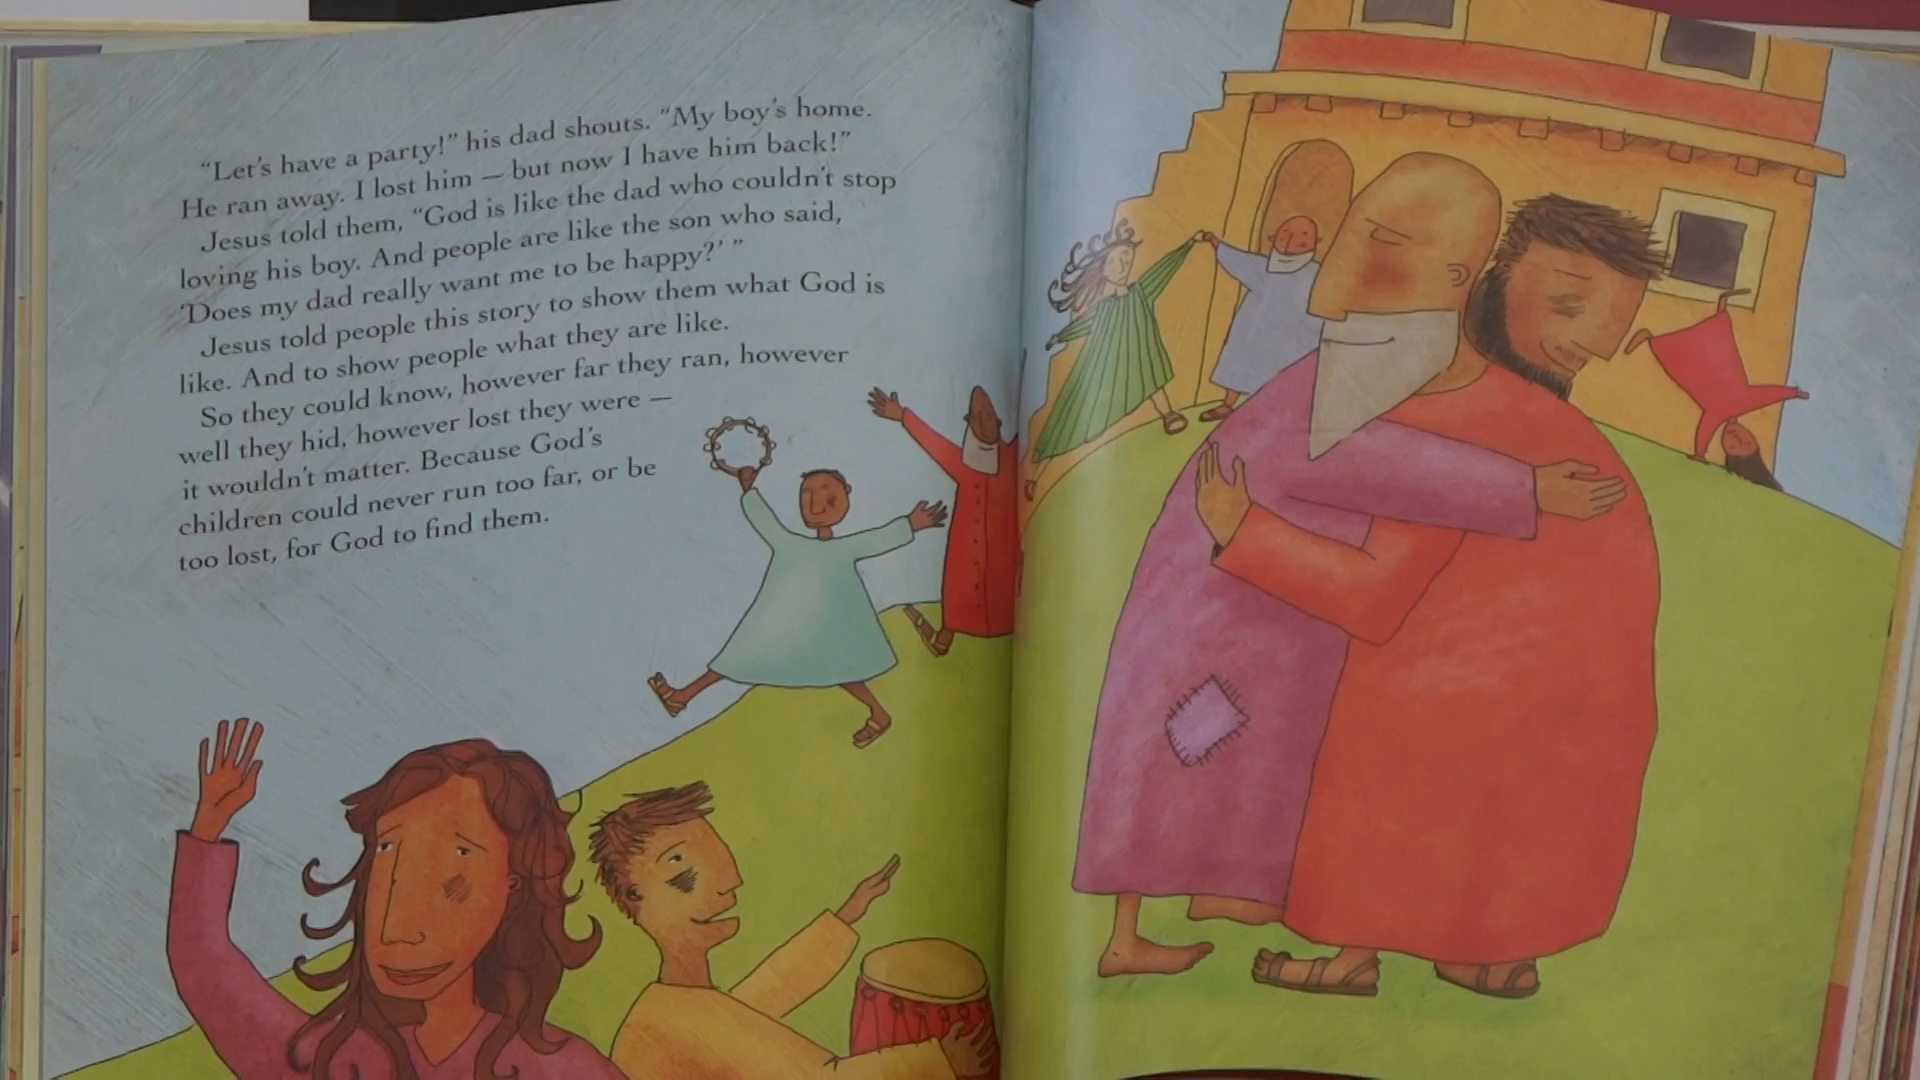 “Let’s have a party!” his dad shouts. “My boy’s home.
He ran away. I lost him — but now I have him back!”
Jesus told them, “God is like the dad who couldn’t stop
loving his boy. And people are like the son who said,
‘Does my dad really want me to be happy?’ ”
Jesus told people this story to show them what God is
like. And to show people what they are like.
So they could know, however far they ran, however
well they hid, however lost they were —
it wouldn’t matter. Because God’s
children could never run too far, or be
too lost, for God to find them.